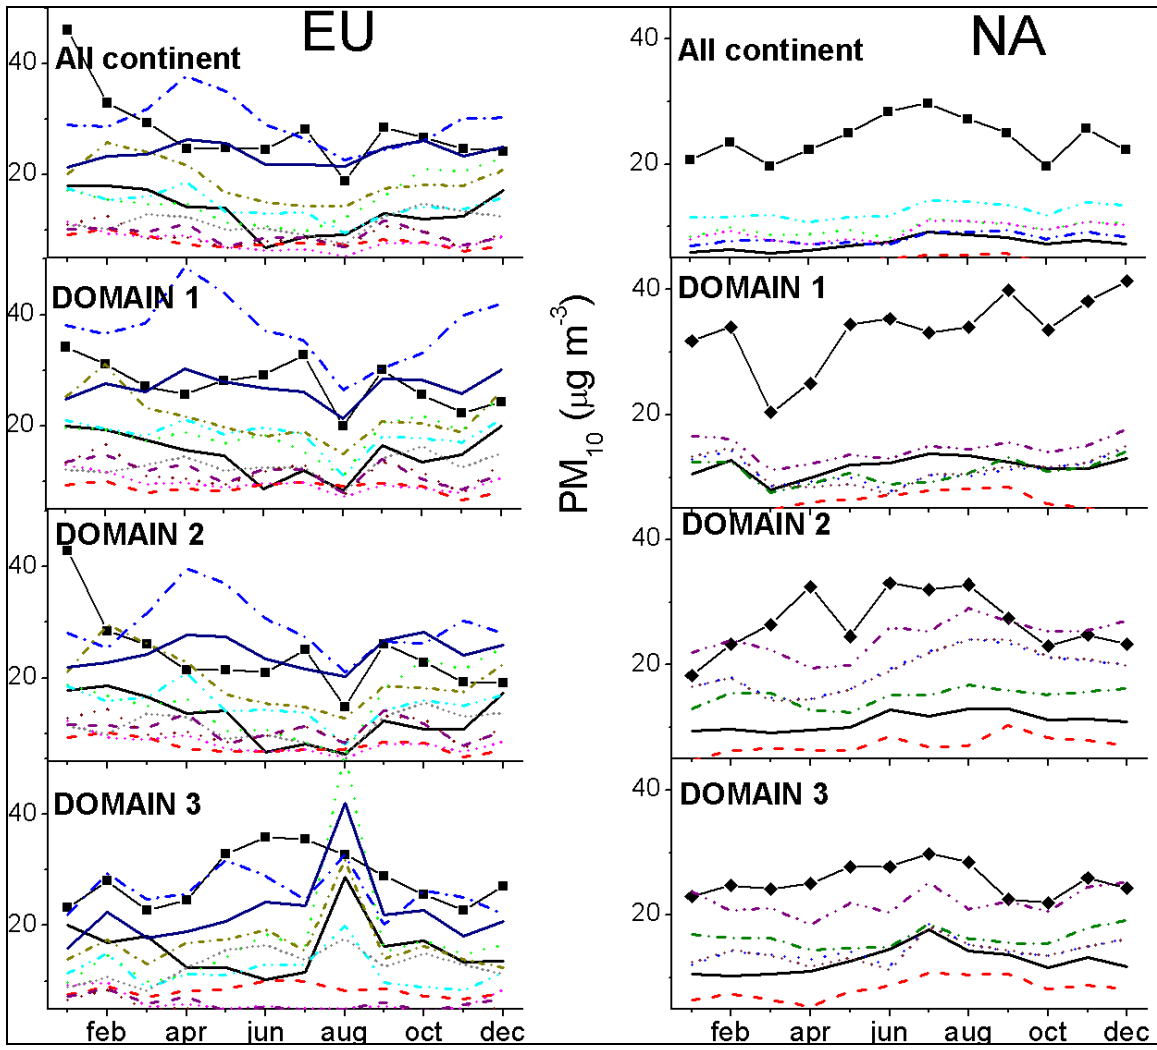 EU
All continent
40
20
DOMAIN 1
40
20
DOMAIN 2
40
20
DOMAIN 3
40
20
feb apr jun aug oct dec
PM10 (µg m-3)
NA
All continent
40
20
DOMAIN 1
40
20
DOMAIN 2
40
20
DOMAIN 3
40
20
feb apr jun aug oct dec